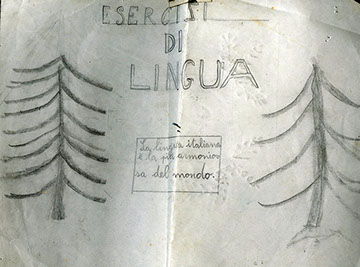 ESERCIZI
DI
LINGUA
La lingua italiana
è la più armonio
sa del mondo.